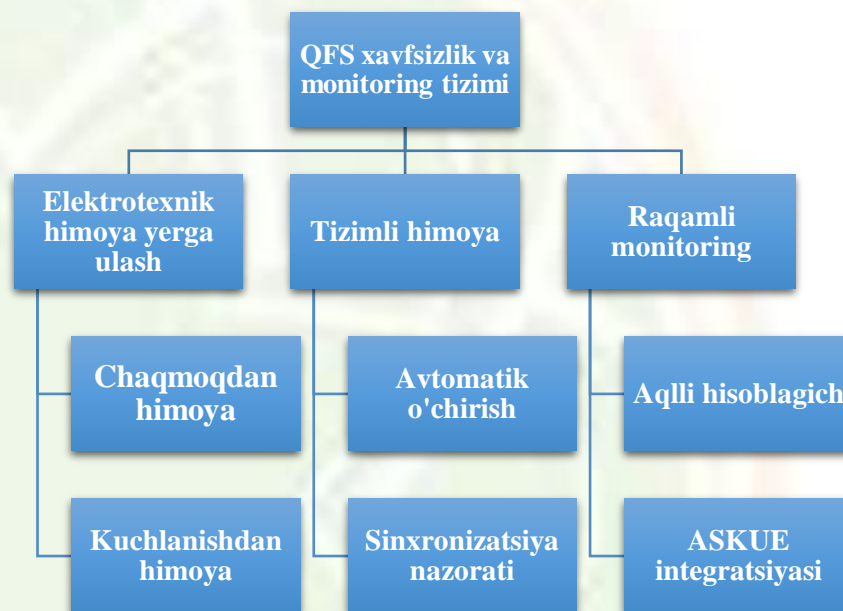 QFS xavfsizlik va
monitoring tizimi
Elektrotexnik
himoya yerga
ulash
Tizimli himoya
Raqamli
monitoring
Chaqmoqdan
himoya
Avtomatik
o'chirish
Aqlli hisoblagich
Kuchlanishdan
himoya
Sinxronizatsiya
nazorati
ASKUE
integratsiyasi